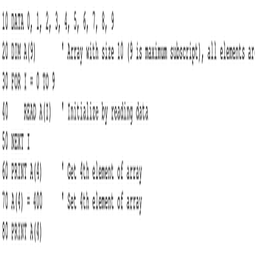 10 DATA 0, 1, 2, 3, 4, 5, 6, 7, 8, 9
20 DIM A(9)      ' Array with size 10 (9 is maximum subscript), all elements ar
30 FOR I = 0 TO 9
40    READ A(I)  ' Initialize by reading data
50 NEXT I
60 PRINT A(4)    ' Get 4th element of array
70 A(4) = 400    ' Set 4th element of array
80 PRINT A(4)